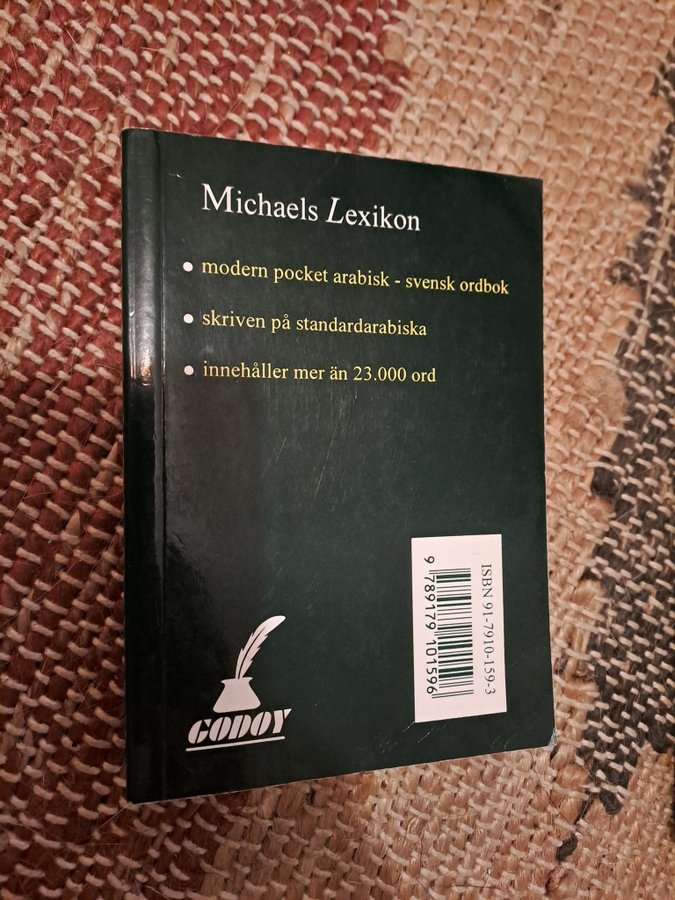 Michaels Lexikon
• modern pocket arabisk - svensk ordbok
• skriven på standardarabiska
• innehåller mer än 23.000 ord
ISBN 91-7910-159-3
9 789179 101596
GODOY